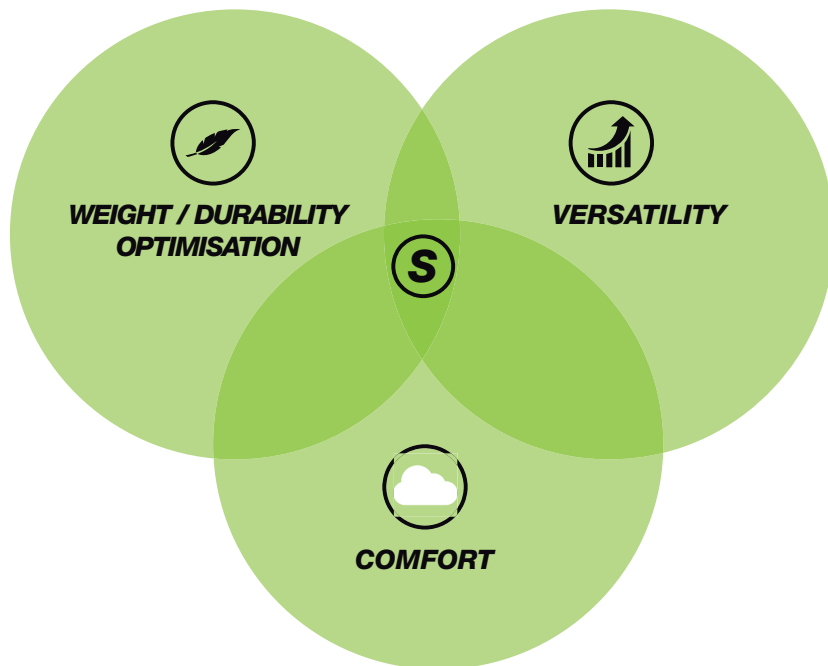 WEIGHT / DURABILITY
OPTIMISATION
VERSATILITY
S
COMFORT